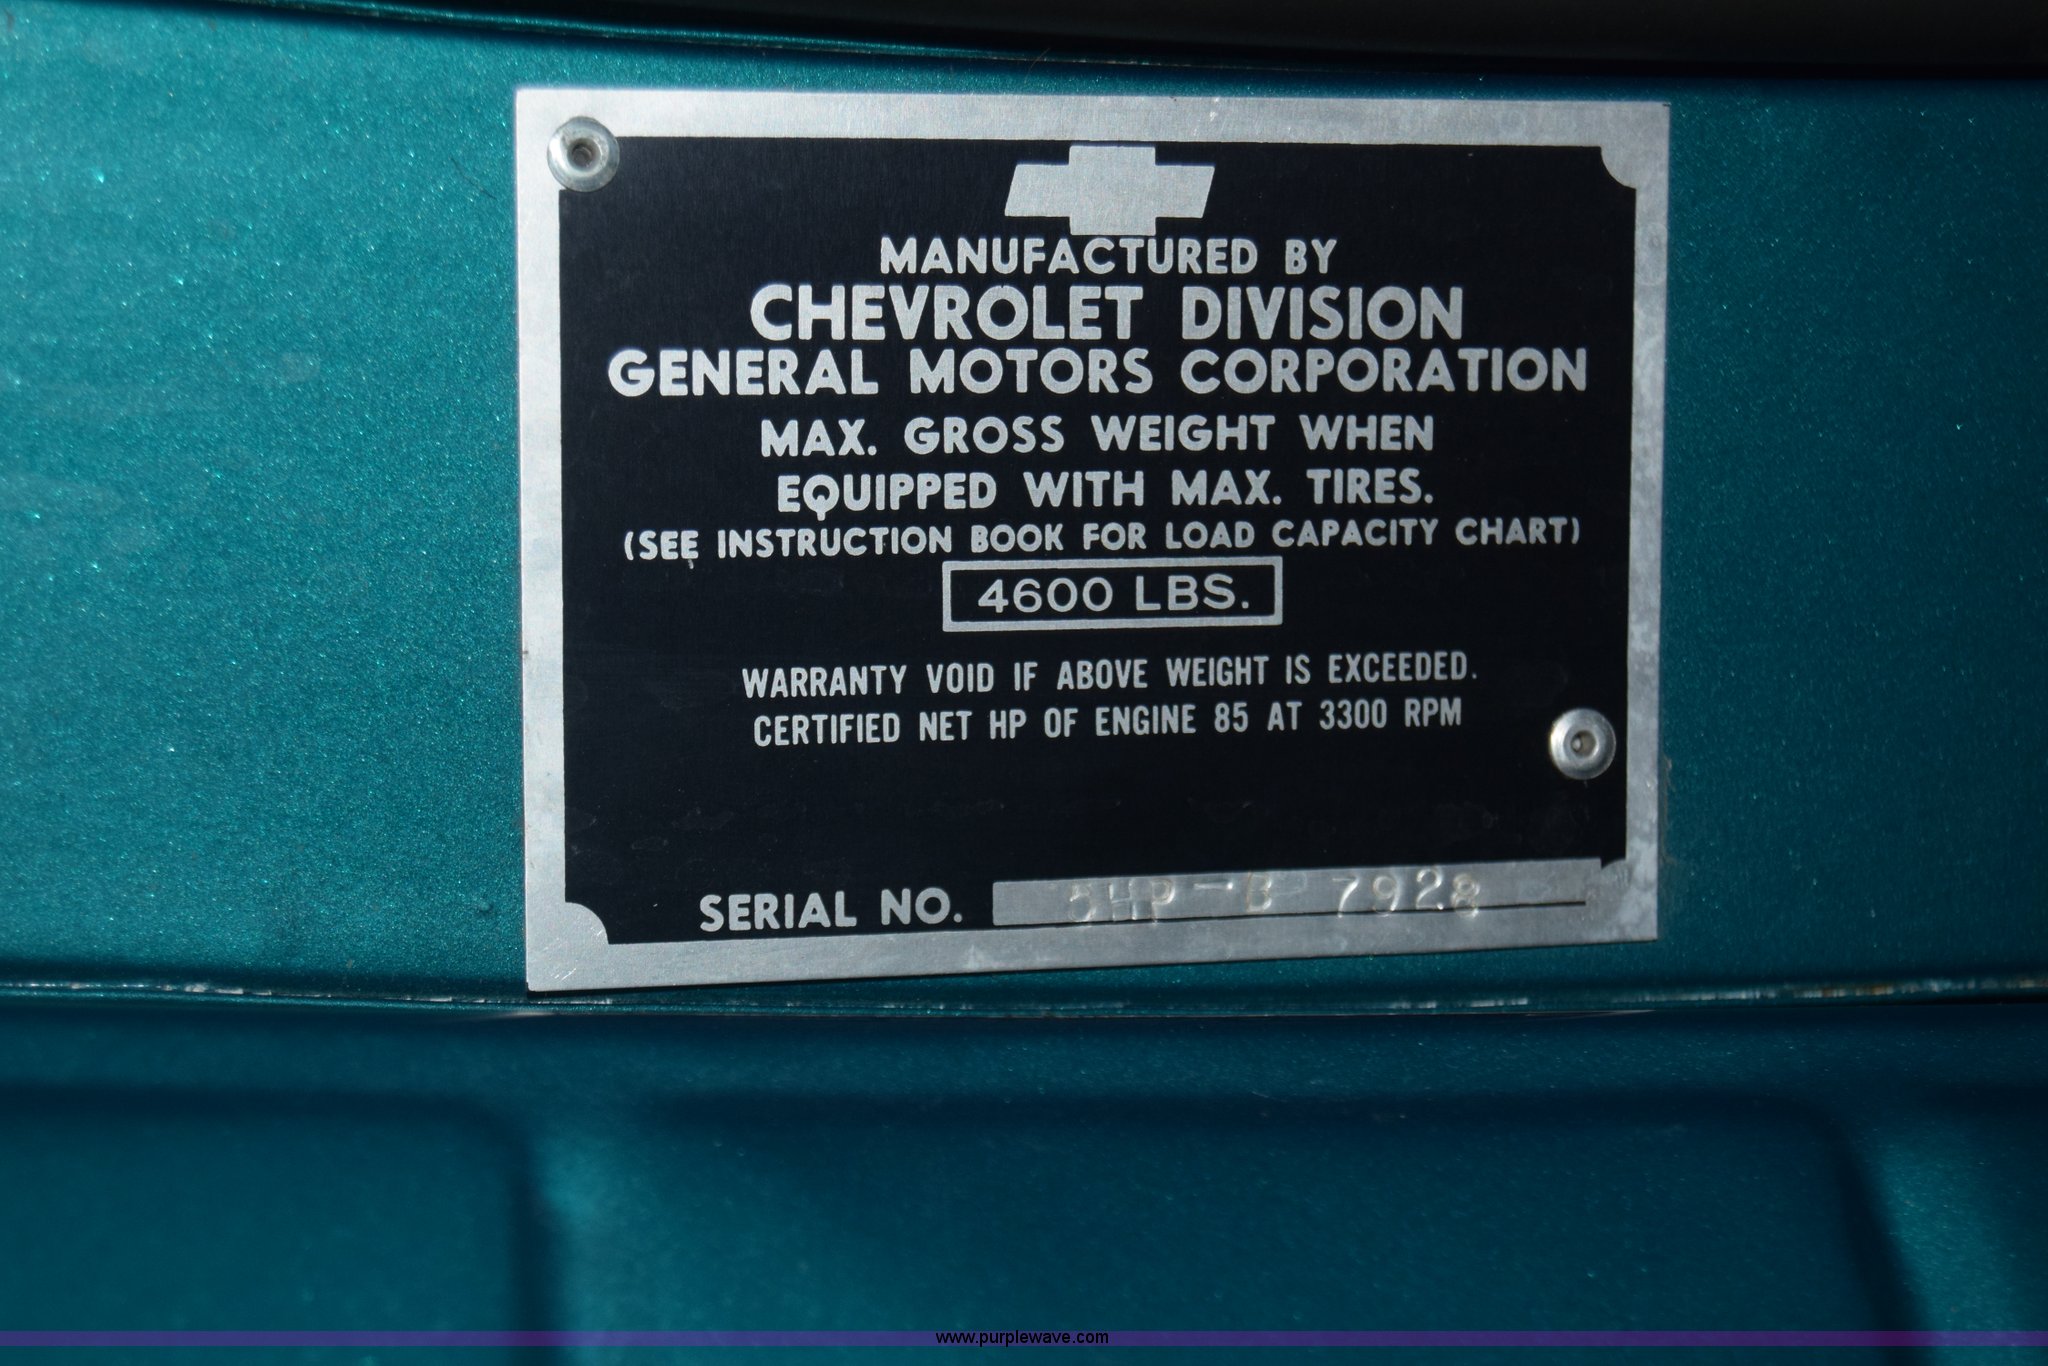 MANUFACTURED BY
CHEVROLET DIVISION
GENERAL MOTORS CORPORATION
MAX. GROSS WEIGHT WHEN
EQUIPPED WITH MAX. TIRES.
(SEE INSTRUCTION BOOK FOR LOAD CAPACITY CHART)
4600 LBS.
WARRANTY VOID IF ABOVE WEIGHT IS EXCEEDED.
CERTIFIED NET HP OF ENGINE 85 AT 3300 RPM
SERIAL NO. 7928
www.purplewave.com